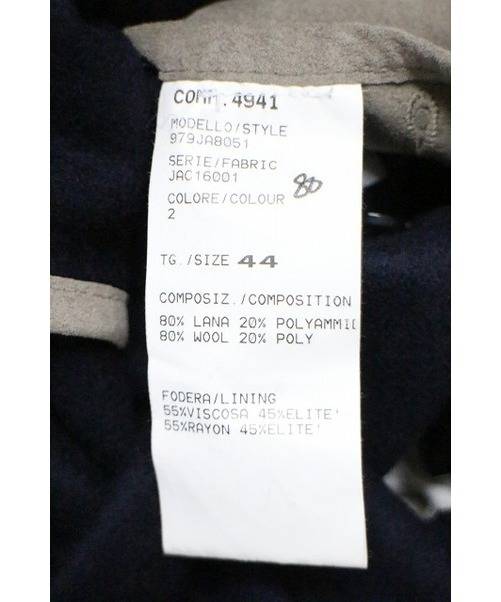 COMM.4941
MODELLO/STYLE
979JA8051
SERIE/FABRIC
JAC16001
80
COLORE/COLOUR
2
TG./SIZE 44
COMPOSIZ./COMPOSITION
80% LANA 20% POLYAMMID
80% WOOL 20% POLY
FODERA/LINING
55%VISCOSA 45%ELITE'
55%RAYON 45%ELITE'